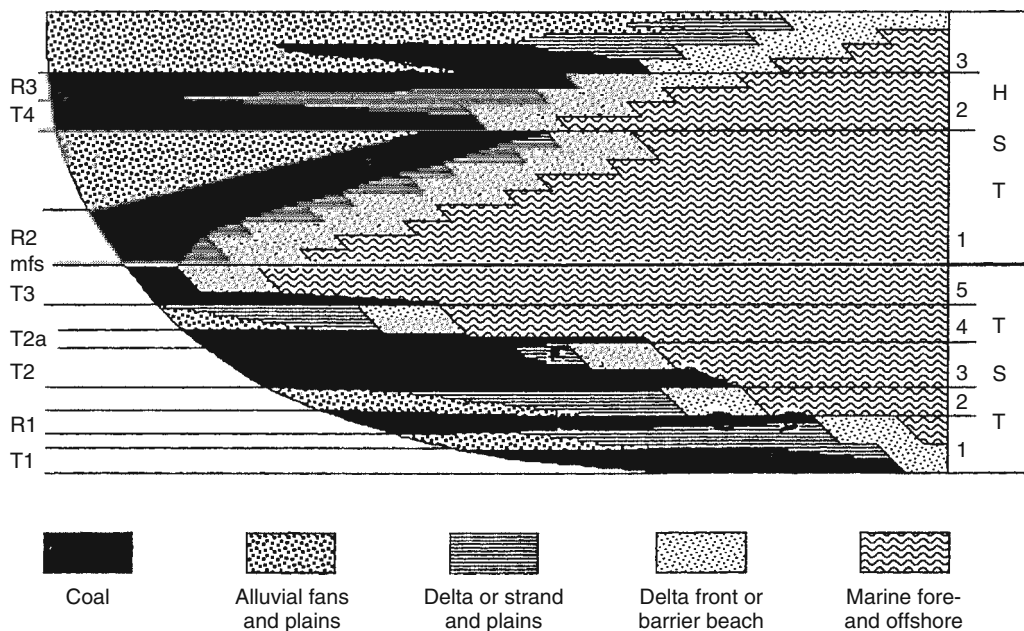 R3
T4
R2
mfs
T3
T2a
T2
R1
T1
3
2
1
5
4
3
2
1
H
S
T
T
S
T
Coal
Alluvial fans
and plains
Delta or strand
and plains
Delta front or
barrier beach
Marine fore-
and offshore